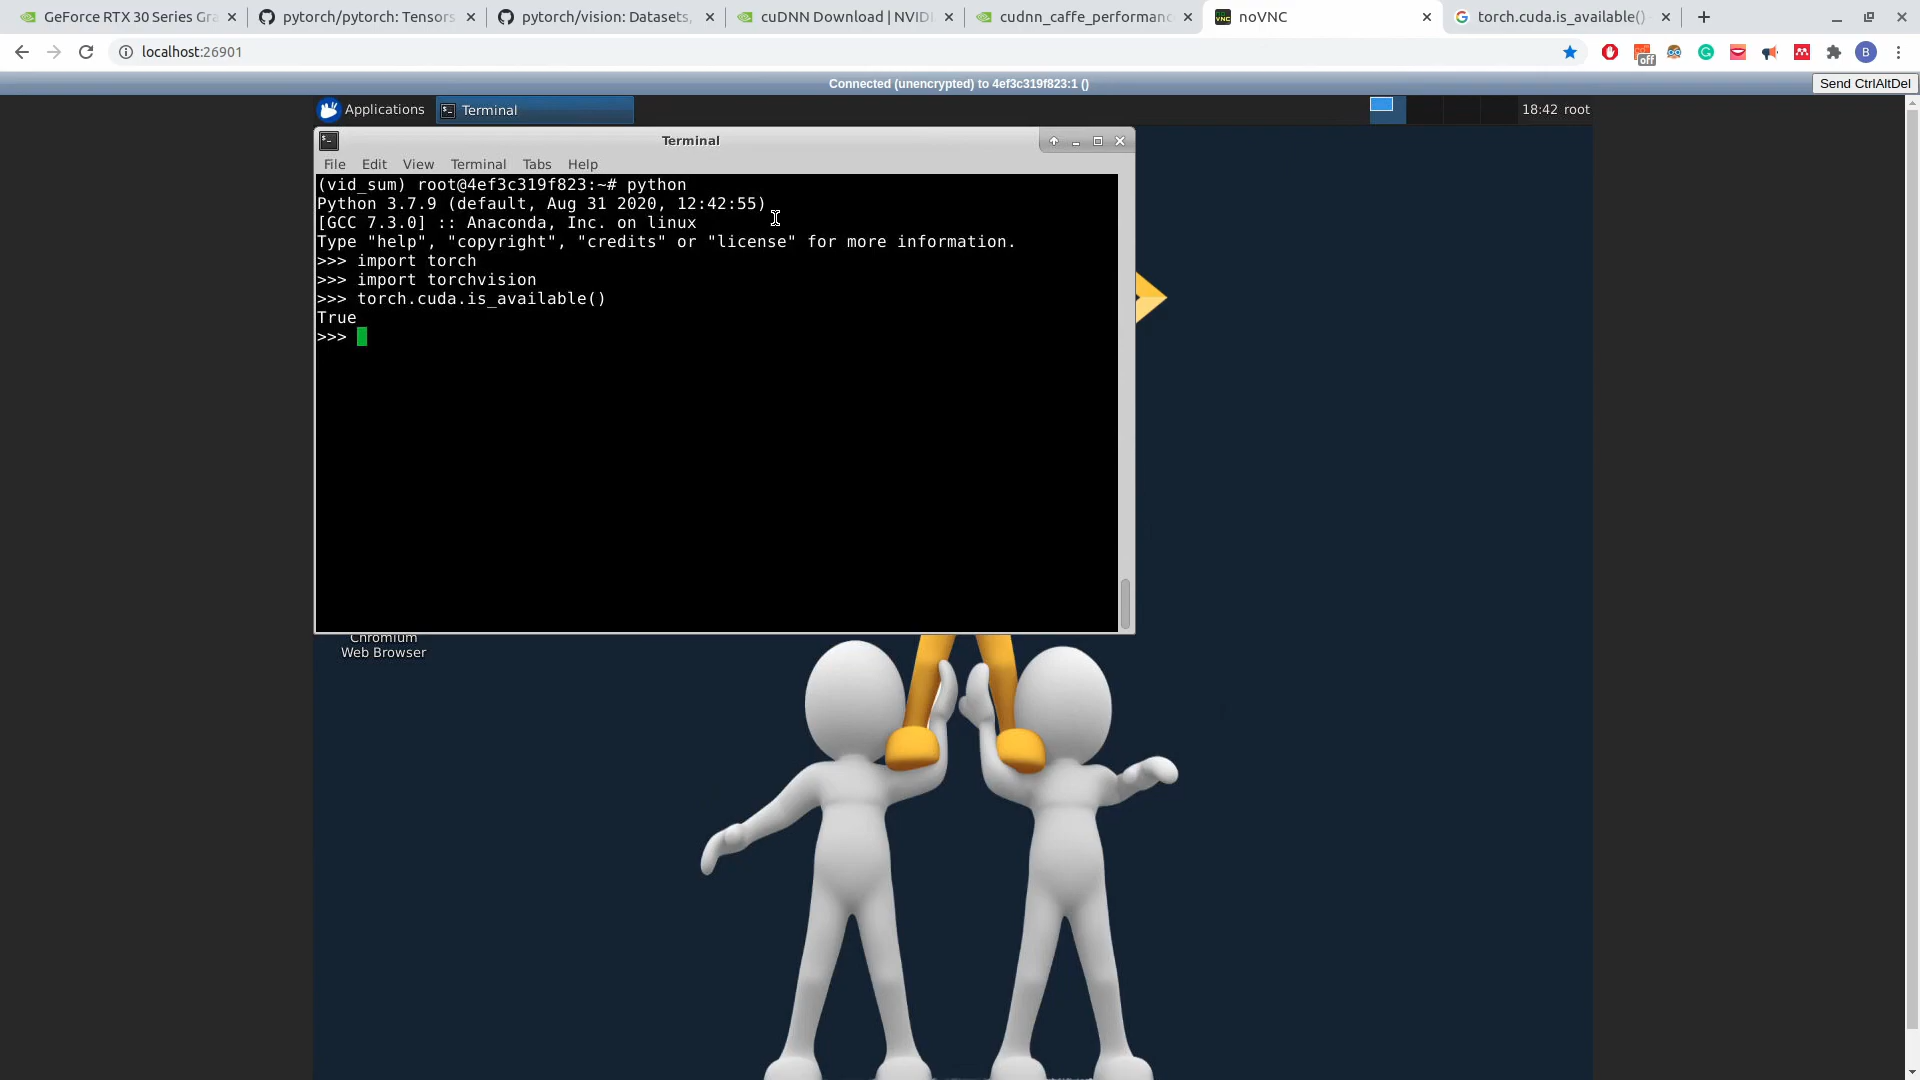 GeForce RTX 30 Series Gra
pytorch/pytorch: Tensors
pytorch/vision: Datasets,
cuDNN Download | NVIDI
cudnn_caffe_performanc
noVNC
torch.cuda.is_available()
localhost:26901
off
B
Connected (unencrypted) to 4ef3c319f823:1 ()
Send CtrlAltDel
Applications
Terminal
18:42 root
Terminal
File Edit View Terminal Tabs Help
(vid_sum) root@4ef3c319f823:~# python
Python 3.7.9 (default, Aug 31 2020, 12:42:55)
[GCC 7.3.0] :: Anaconda, Inc. on linux
Type "help", "copyright", "credits" or "license" for more information.
>>> import torch
>>> import torchvision
>>> torch.cuda.is_available()
True
>>>
Chromium
Web Browser